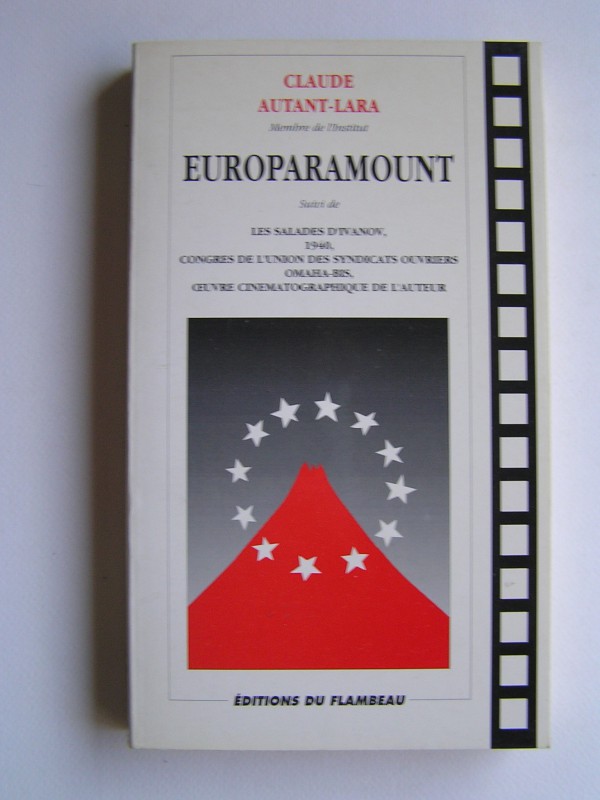 CLAUDE
AUTANT-LARA
Membre de l'Institut
EUROPARAMOUNT
Suivi de
LES SALADES D'IVANOV,
1940,
CONGRES DE L'UNION DES SYNDICATS OUVRIERS
OMAHA-BIS,
ŒUVRE CINEMATOGRAPHIQUE DE L'AUTEUR
ÉDITIONS DU FLAMBEAU